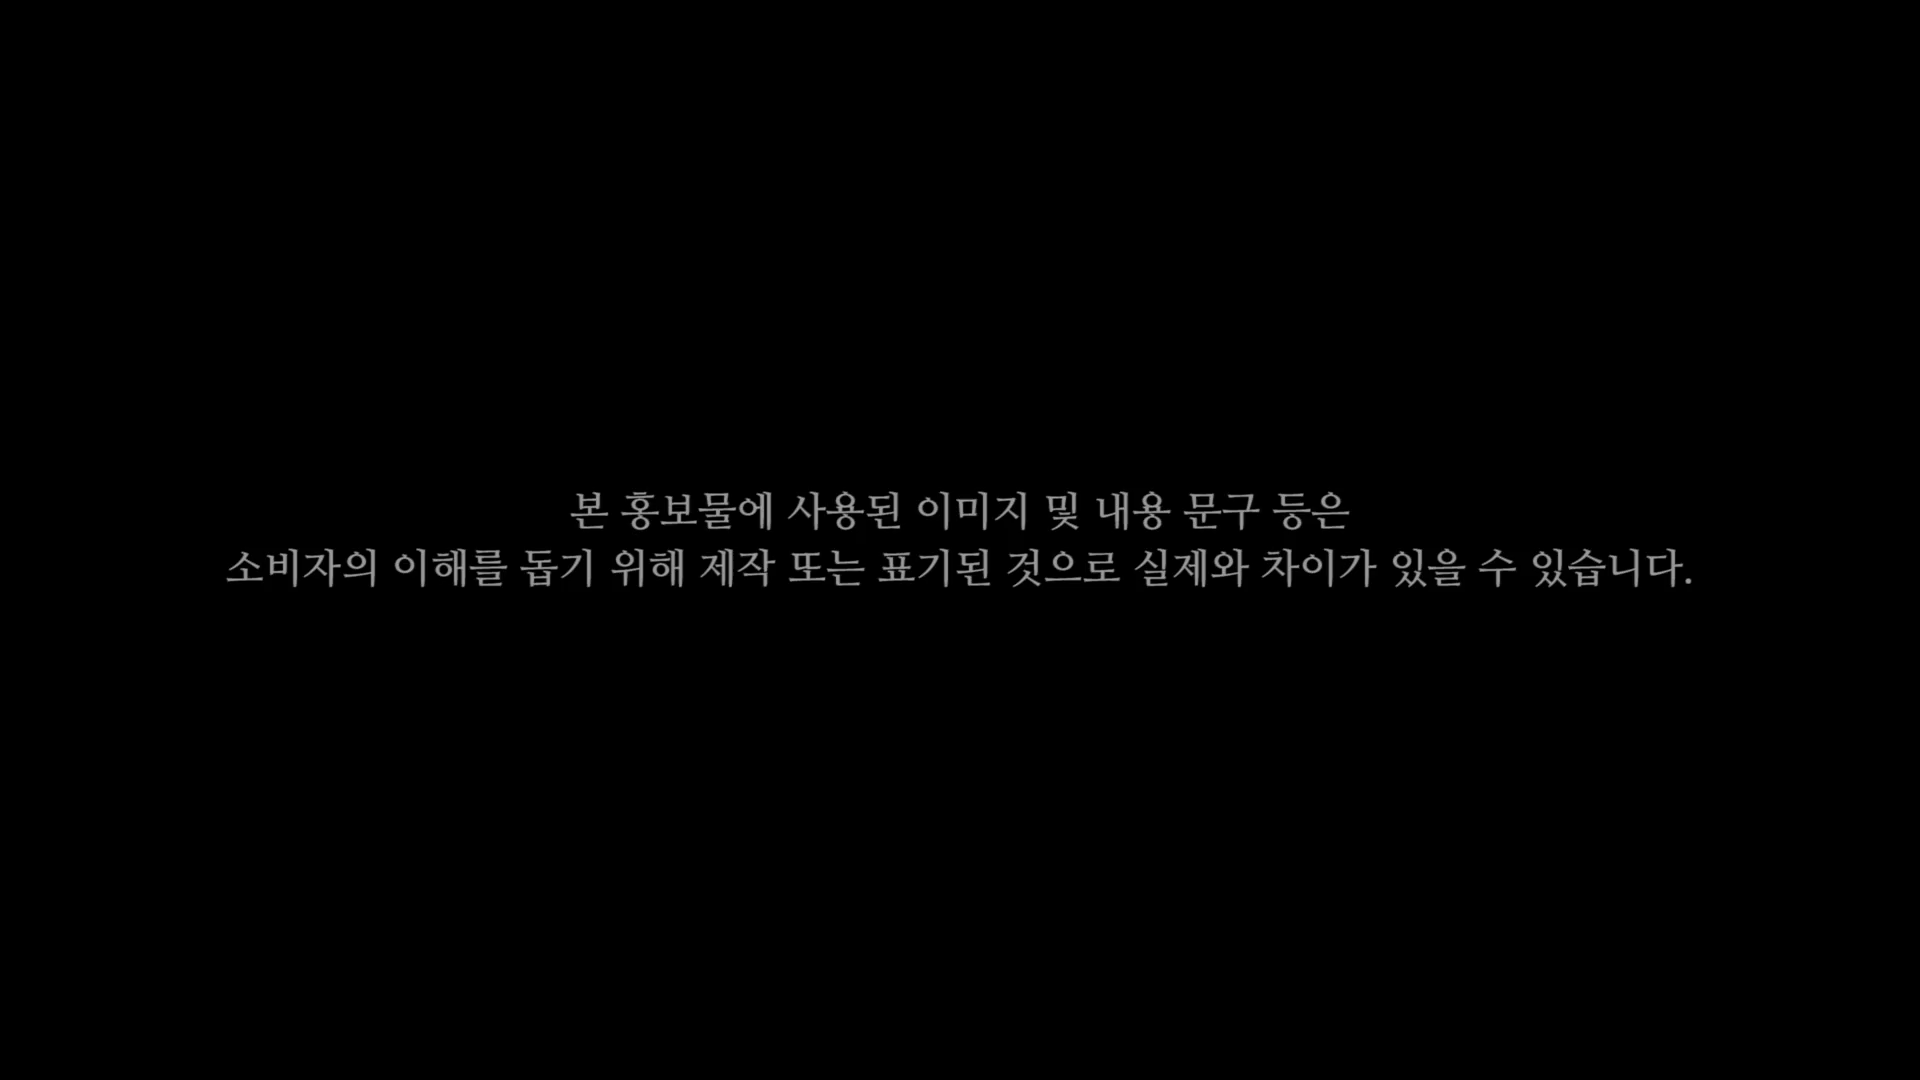 본 홍보물에 사용된 이미지 및 내용 문구 등은
소비자의 이해를 돕기 위해 제작 또는 표기된 것으로 실제와 차이가 있을 수 있습니다.